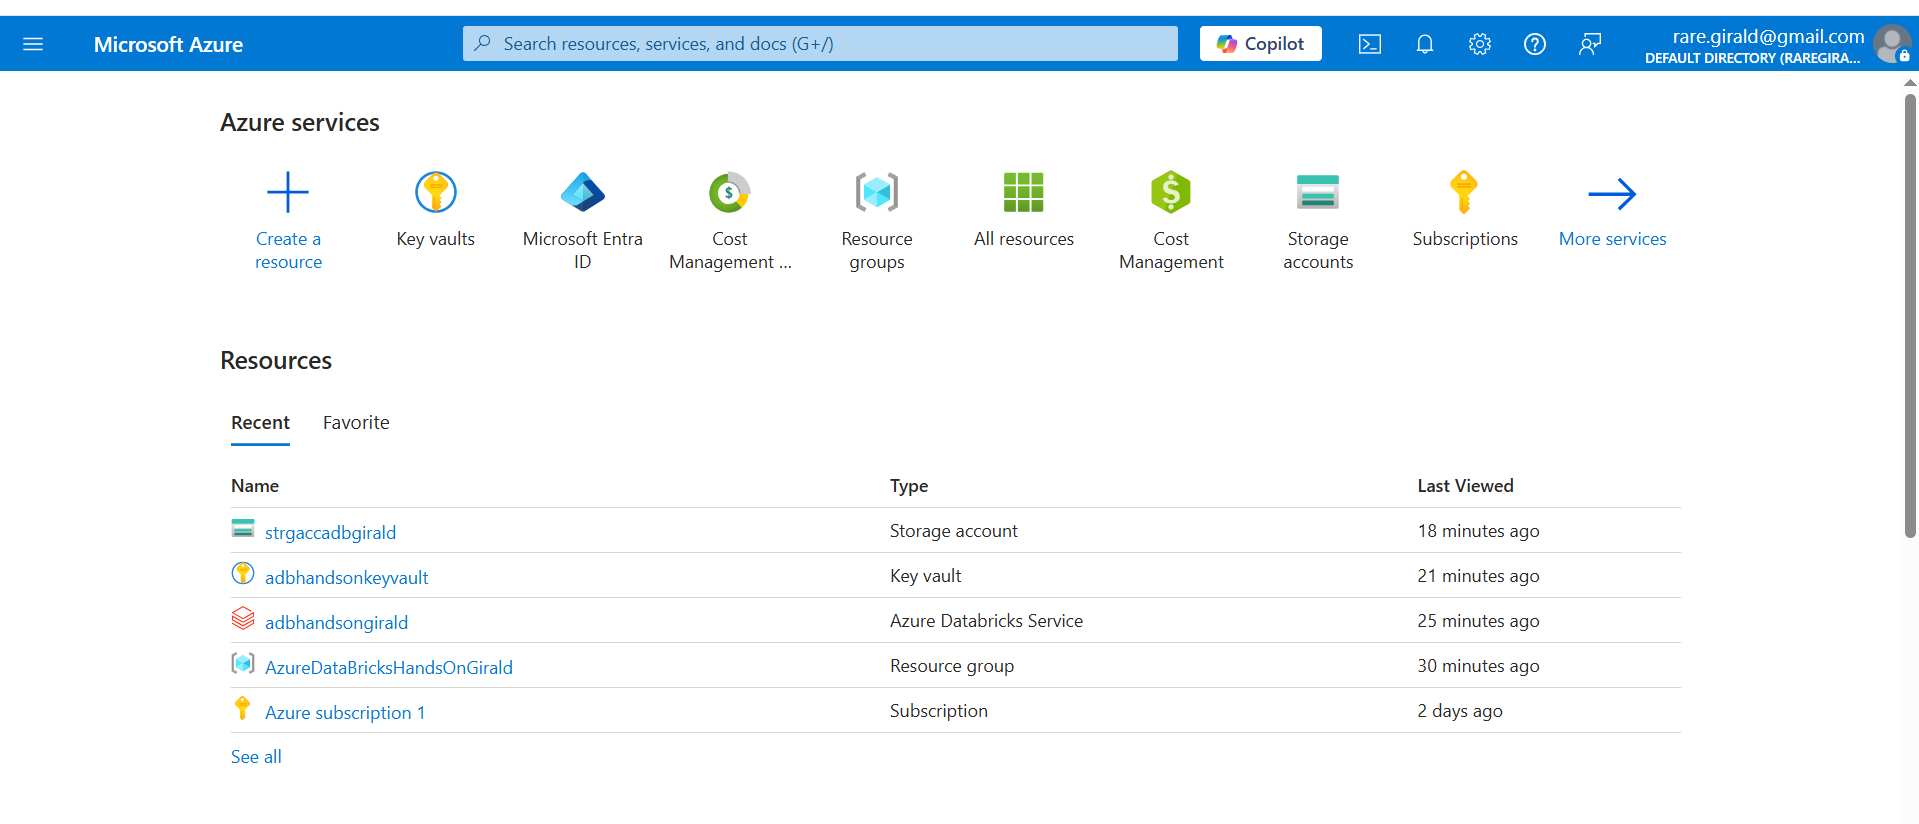 Microsoft Azure
Search resources, services, and docs (G+/)
Copilot
rare.girald@gmail.com
DEFAULT DIRECTORY (RAREGIRA...
Azure services
Create a
resource
Key vaults
Microsoft Entra
ID
Cost
Management ...
Resource
groups
All resources
Cost
Management
Storage
accounts
Subscriptions
More services
Resources
Recent Favorite
Name Type Last Viewed
strgaccadbgirald Storage account 18 minutes ago
adbhandsonkeyvault Key vault 21 minutes ago
adbhandsongirald Azure Databricks Service 25 minutes ago
AzureDataBricksHandsOnGirald Resource group 30 minutes ago
Azure subscription 1 Subscription 2 days ago
See all